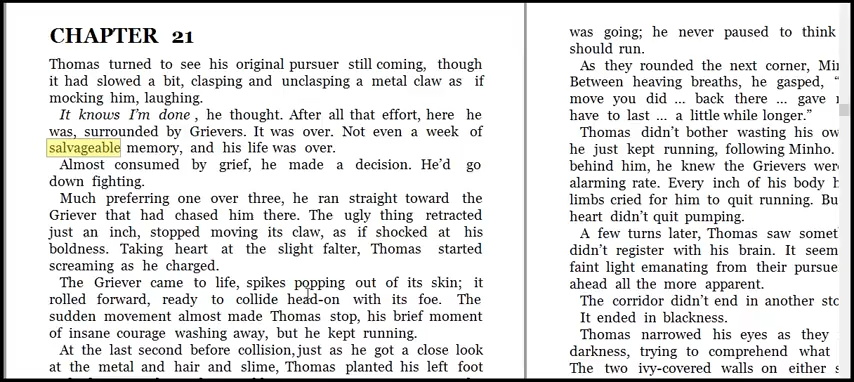 CHAPTER 21
Thomas turned to see his original pursuer still coming, though
it had slowed a bit, clasping and unclasping a metal claw as if
mocking him, laughing.
It knows I'm done , he thought. After all that effort, here he
was, surrounded by Grievers. It was over. Not even a week of
salvageable memory, and his life was over.
Almost consumed by grief, he made a decision. He'd go
down fighting.
Much preferring one over three, he ran straight toward the
Griever that had chased him there. The ugly thing retracted
just an inch, stopped moving its claw, as if shocked at his
boldness. Taking heart at the slight falter, Thomas started
screaming as he charged.
The Griever came to life, spikes popping out of its skin; it
rolled forward, ready to collide head-on with its foe. The
sudden movement almost made Thomas stop, his brief moment
of insane courage washing away, but he kept running.
At the last second before collision, just as he got a close look
at the metal and hair and slime, Thomas planted his left foot
was going; he never paused to think
should run.
As they rounded the next corner,
Between heaving breaths, he gasped, "
move you did ... back there ... gave
have to last ... a little while longer."
Thomas didn't bother wasting his
he just kept running, following Minho.
behind him, he knew the Grievers
alarming rate. Every inch of his body
limbs cried for him to quit running.
heart didn't quit pumping.
A few turns later, Thomas saw
didn't register with his brain. It
faint light emanating from their
ahead all the more apparent.
The corridor didn't end in another
It ended in blackness.
Thomas narrowed his eyes as they
darkness, trying to comprehend what
The two ivy-covered walls on either